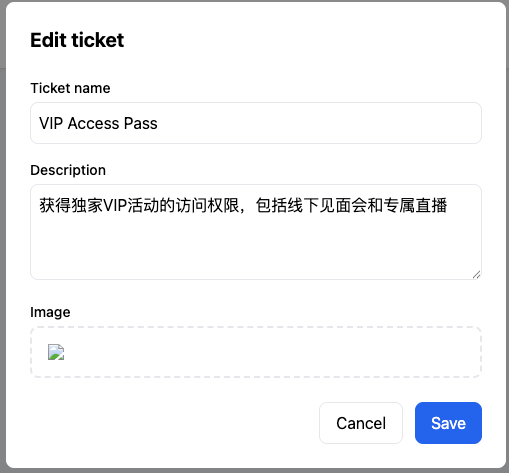 Edit ticket
Ticket name
VIP Access Pass
Description
获得独家VIP活动的访问权限，包括线下见面会和专属直播
Image
Cancel
Save